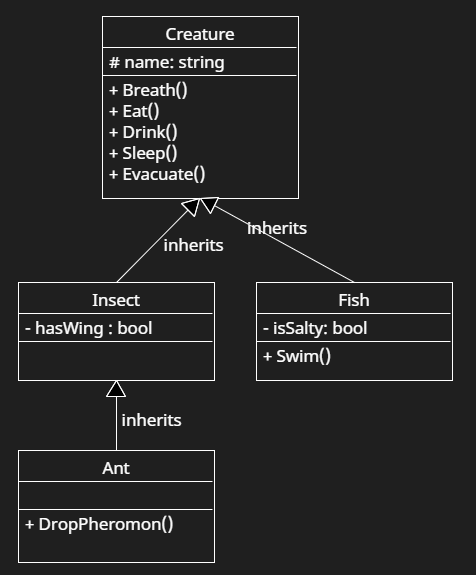 Creature
# name: string
+ Breath()
+ Eat()
+ Drink()
+ Sleep()
+ Evacuate()
inherits
inherits
Insect
- hasWing : bool
Fish
- isSalty: bool
+ Swim()
inherits
Ant
+ DropPheromon()